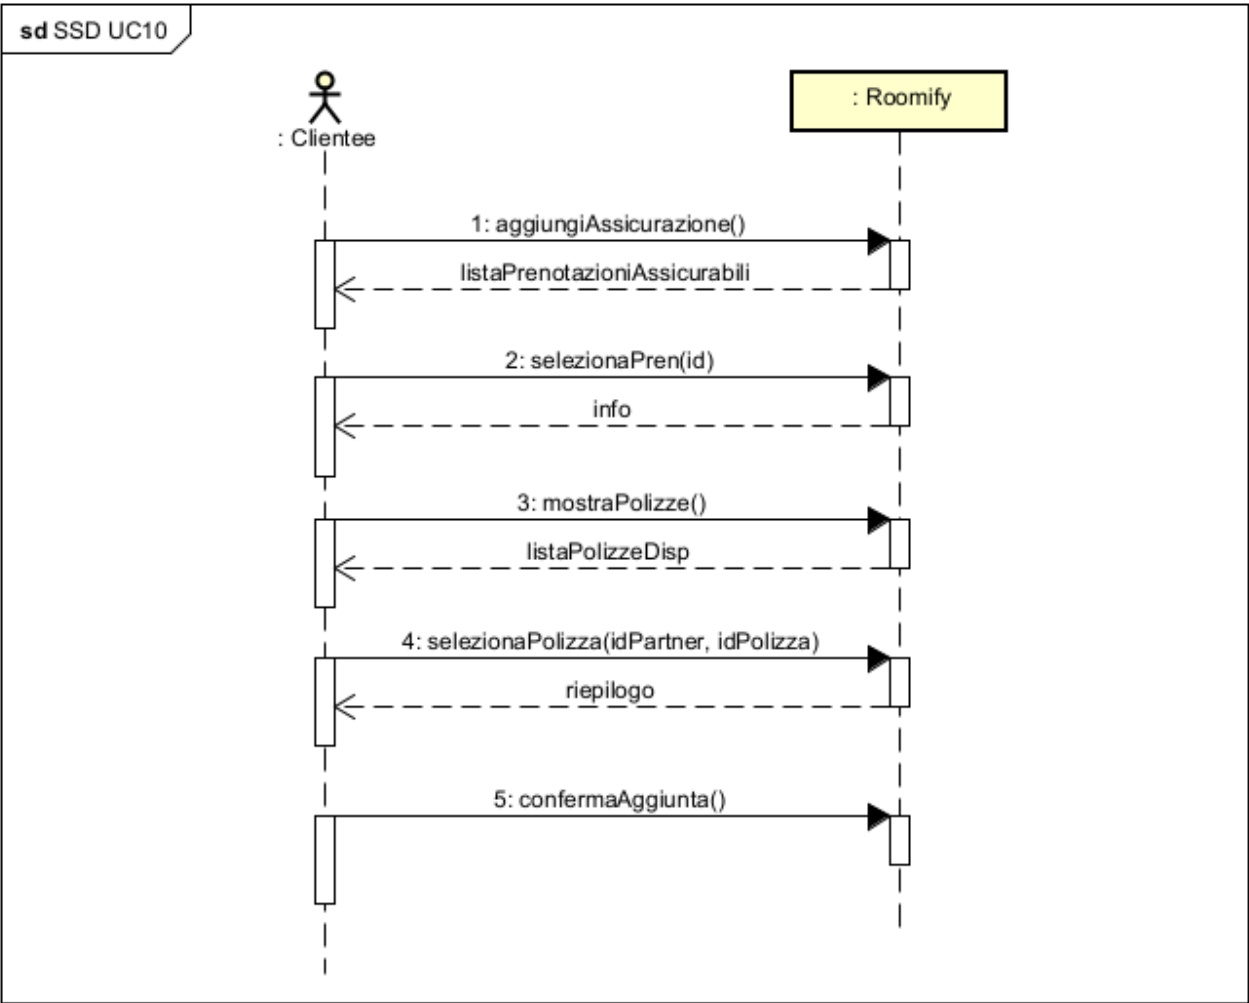 sd SSD UC10
: Clientee
: Roomify
1: aggiungiAssicurazione()
listaPrenotazioniAssicurabili
2: selezionaPren(id)
info
3: mostraPolizze()
listaPolizzeDisp
4: selezionaPolizza(idPartner, idPolizza)
riepilogo
5: confermaAggiunta()